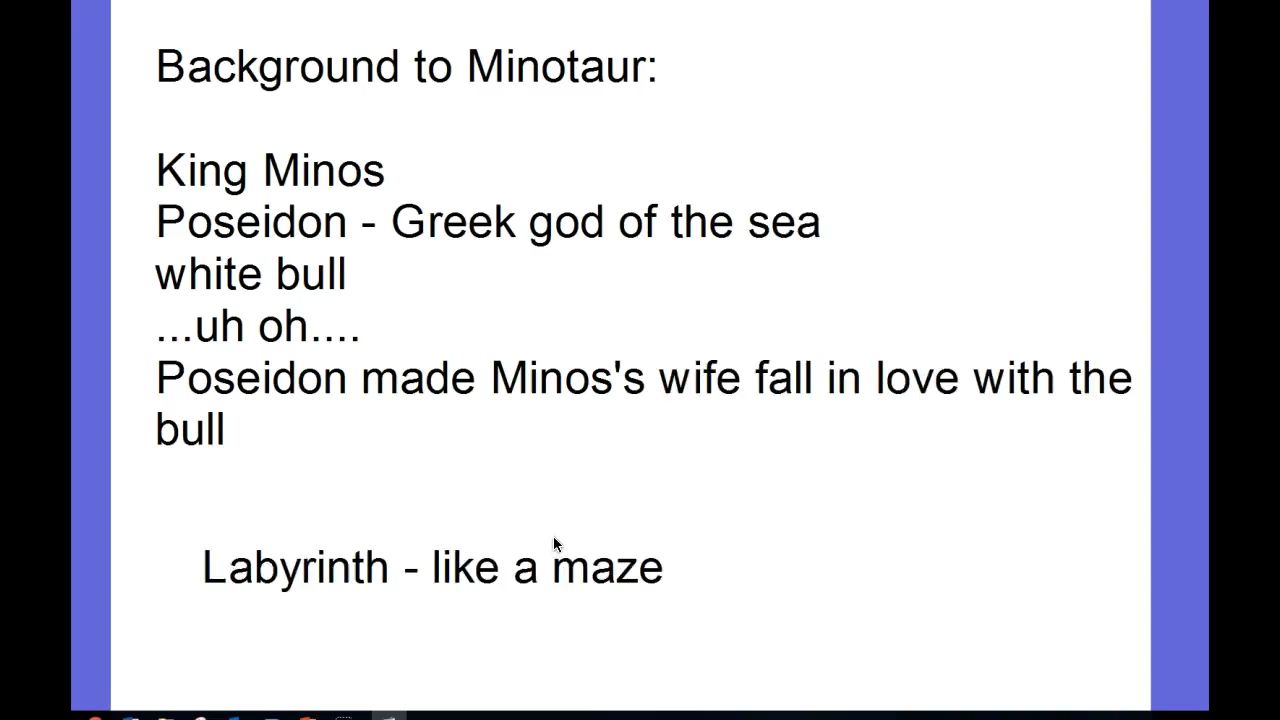 Background to Minotaur:
King Minos
Poseidon - Greek god of the sea
white bull
...uh oh....
Poseidon made Minos's wife fall in love with the
bull
Labyrinth - like a maze